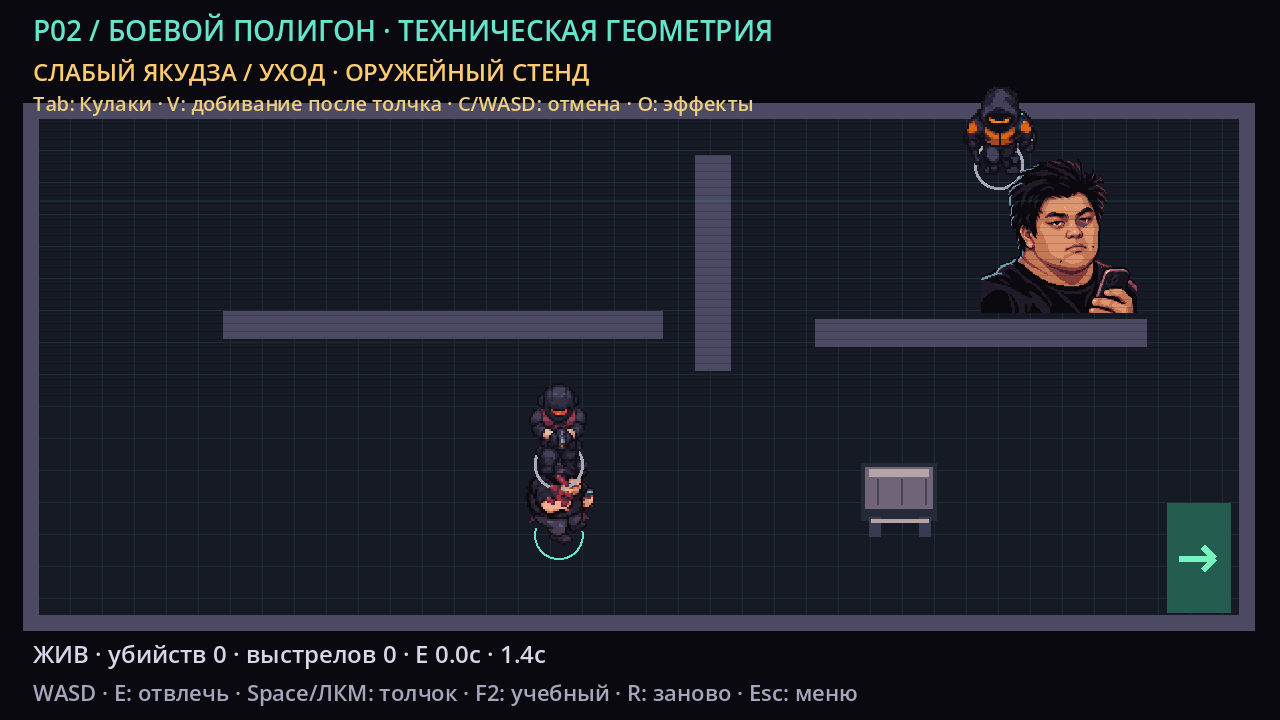 P02 / БОЕВОЙ ПОЛИГОН · ТЕХНИЧЕСКАЯ ГЕОМЕТРИЯ
СЛАБЫЙ ЯКУДЗА / УХОД · ОРУЖЕЙНЫЙ СТЕНД
Tab: Кулаки · V: добивание после толчка · C/WASD: отмена · O: эффекты
ЖИВ · убийств 0 · выстрелов 0 · E 0.0с · 1.4с
WASD · E: отвлечь · Space/ЛКМ: толчок · F2: учебный · R: заново · Esc: меню